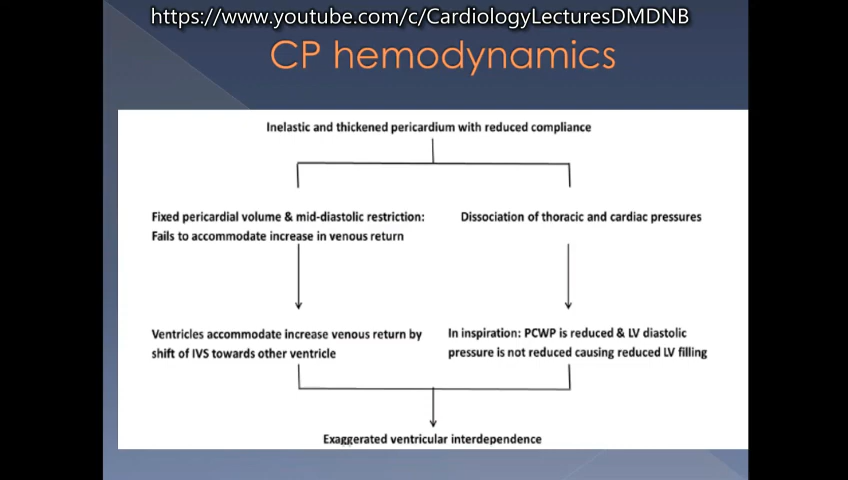 https://www.youtube.com/c/CardiologyLecturesDMDNB
CP hemodynamics
Inelastic and thickened pericardium with reduced compliance
Fixed pericardial volume & mid-diastolic restriction:
Fails to accommodate increase in venous return
Dissociation of thoracic and cardiac pressures
Ventricles accommodate increase venous return by
shift of IVS towards other ventricle
In inspiration: PCWP is reduced & LV diastolic
pressure is not reduced causing reduced LV filling
Exaggerated ventricular interdependence